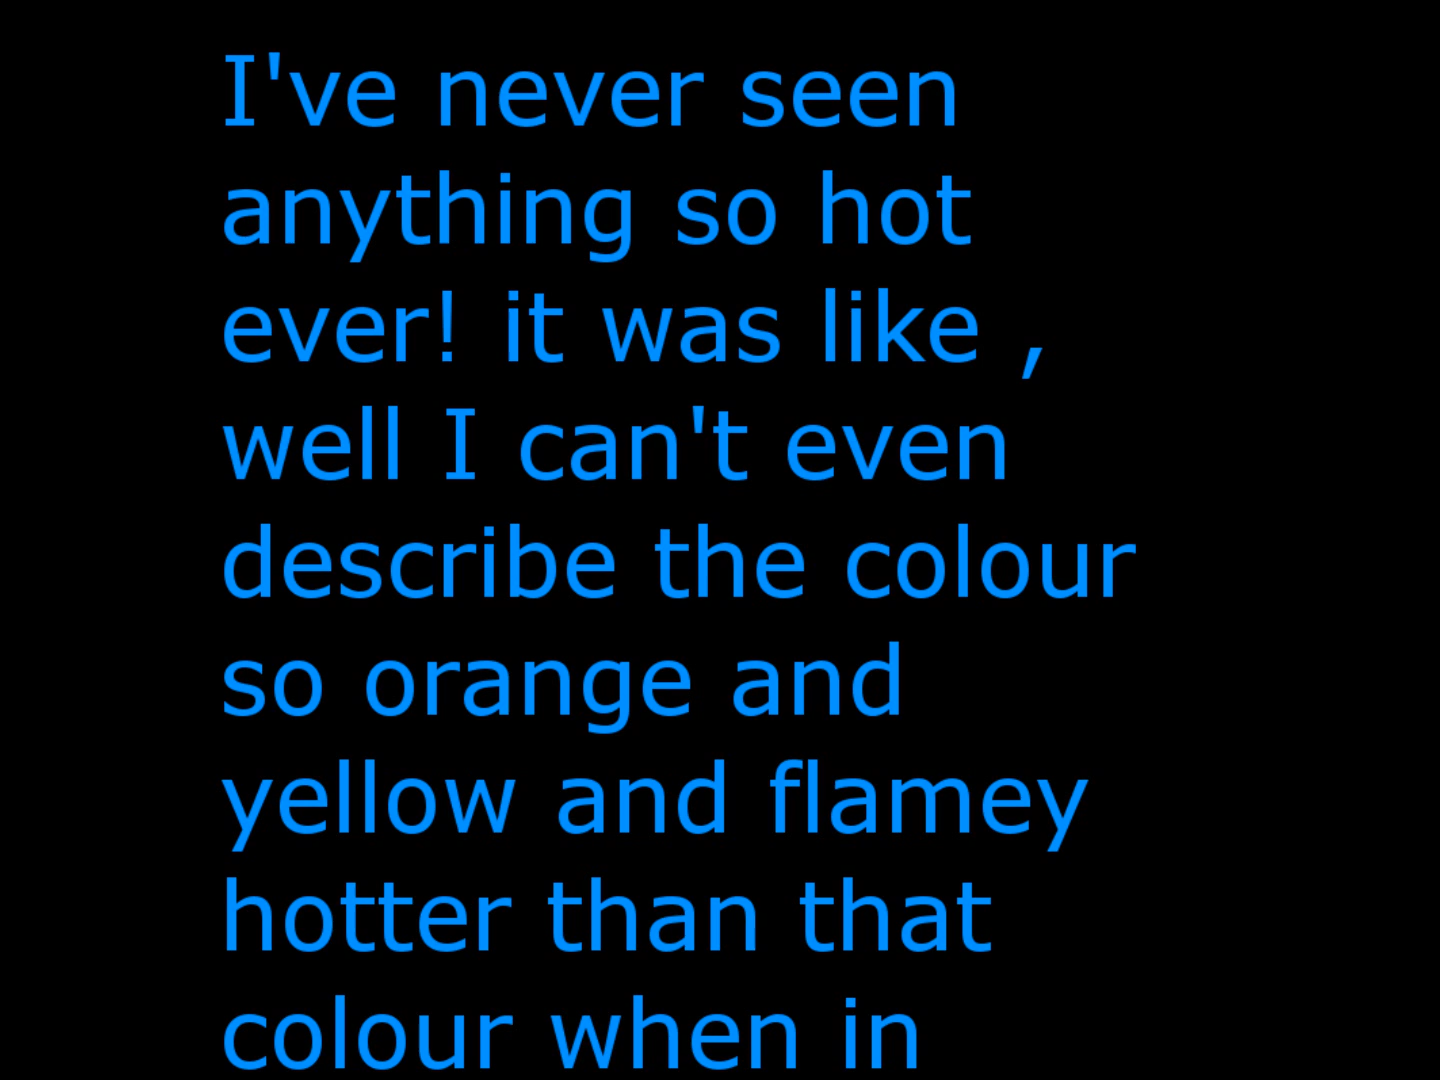 I've never seen
anything so hot
ever! it was like ,
well I can't even
describe the colour
so orange and
yellow and flamey
hotter than that
colour when in